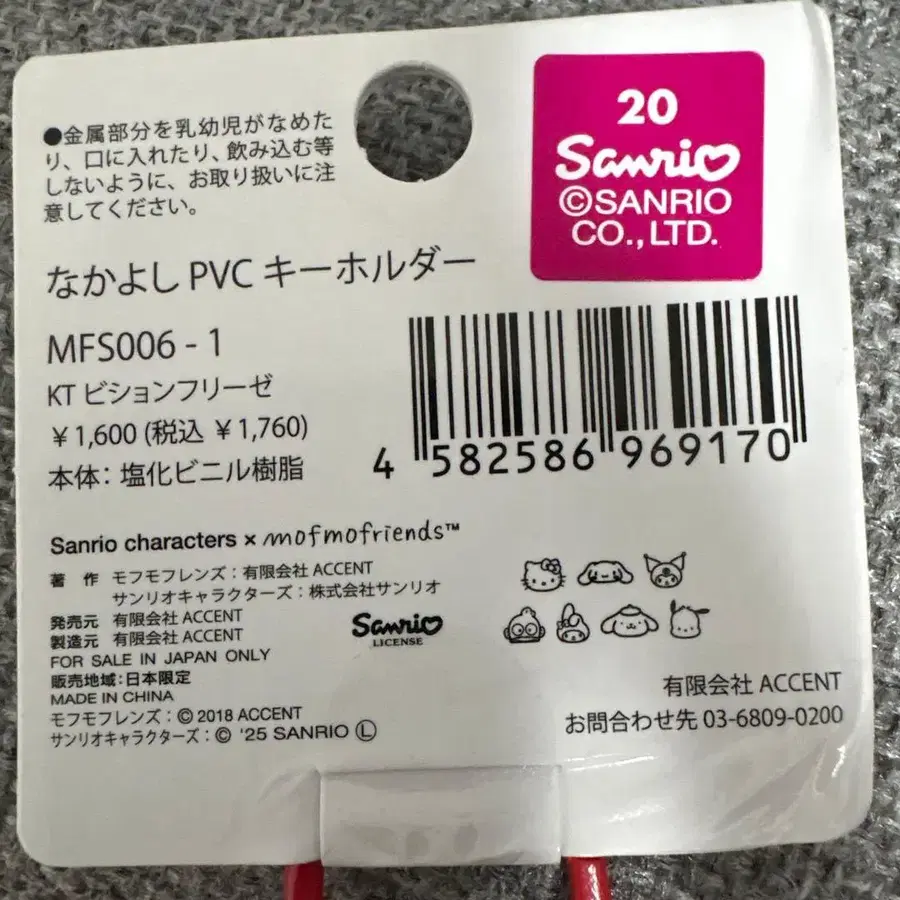 ●金属部分を乳幼児がなめた
り、口に入れたり、飲み込む等
しないように、お取り扱いに注
意してください。
20
Sanrio
©SANRIO
CO.,LTD.
なかよし PVC キーホルダー
MFS006 - 1
KT ビションフリーゼ
¥1,600 (税込 ¥1,760)
本体：塩化ビニル樹脂
4 582586 969170
Sanrio characters × mofmofriends™
著　作 モフモフレンズ：有限会社 ACCENT
サンリオキャラクターズ：株式会社サンリオ
発売元 有限会社 ACCENT
製造元 有限会社 ACCENT
FOR SALE IN JAPAN ONLY
販売地域：日本限定
MADE IN CHINA
モフモフレンズ：© 2018 ACCENT
サンリオキャラクターズ：© '25 SANRIO Ⓛ
Sanrio
LICENSE
有限会社 ACCENT
お問合わせ先 03-6809-0200